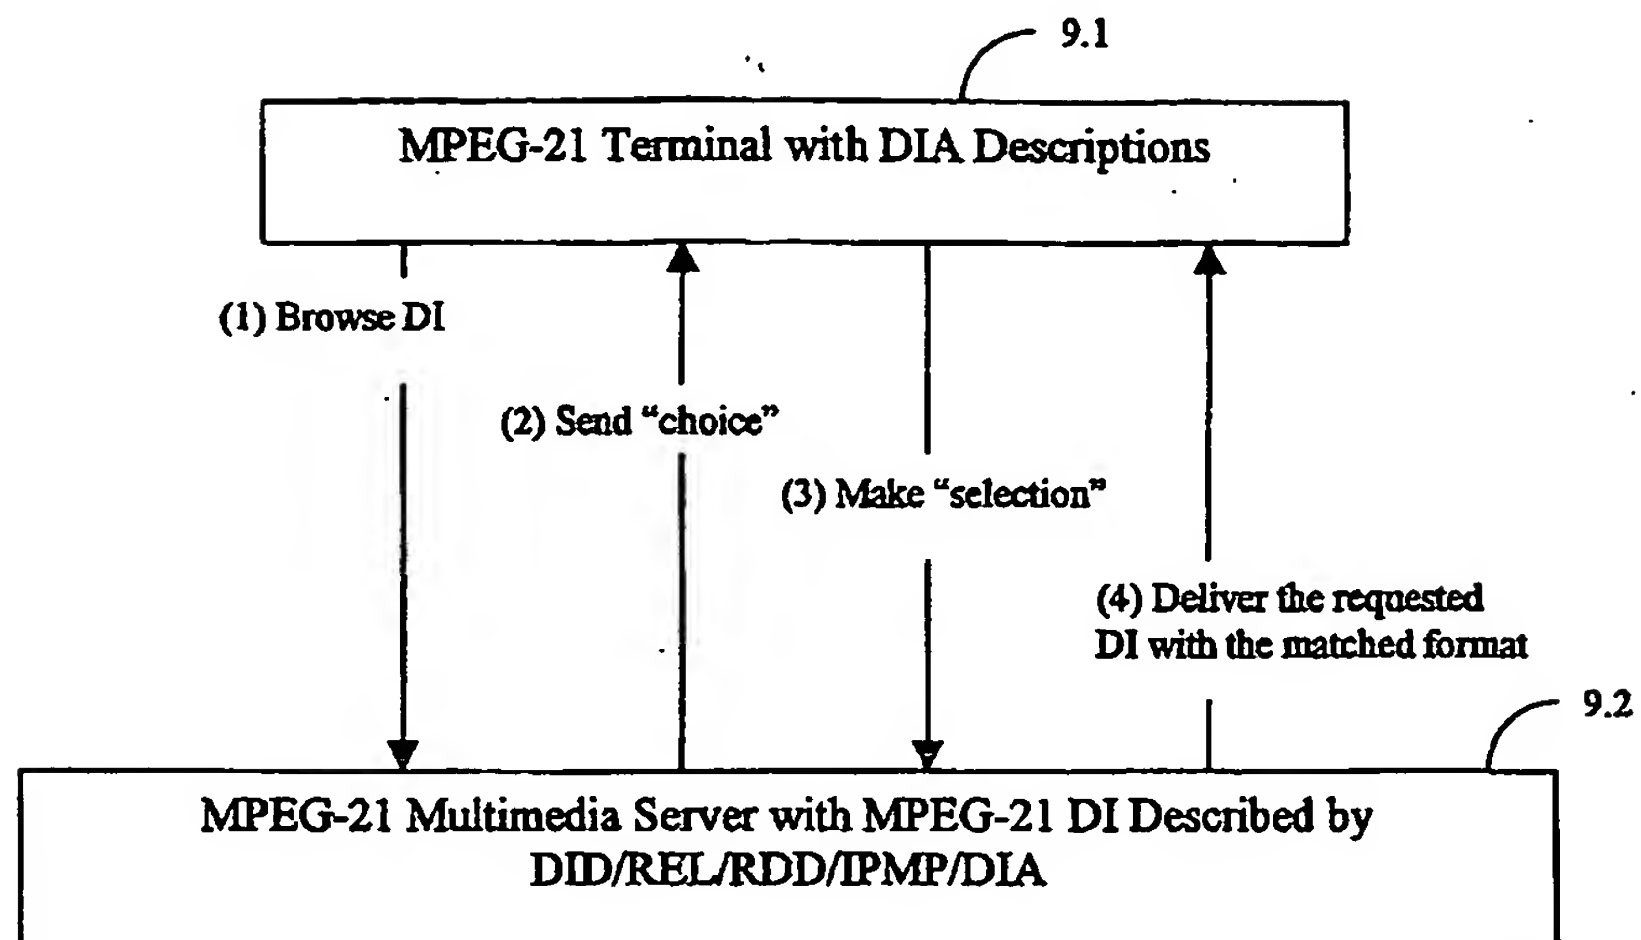 9.1
MPEG-21 Terminal with DIA Descriptions
(1) Browse DI
(2) Send “choice”
(3) Make “selection”
(4) Deliver the requested
DI with the matched format
9.2
MPEG-21 Multimedia Server with MPEG-21 DI Described by
DID/REL/RDD/IPMP/DIA